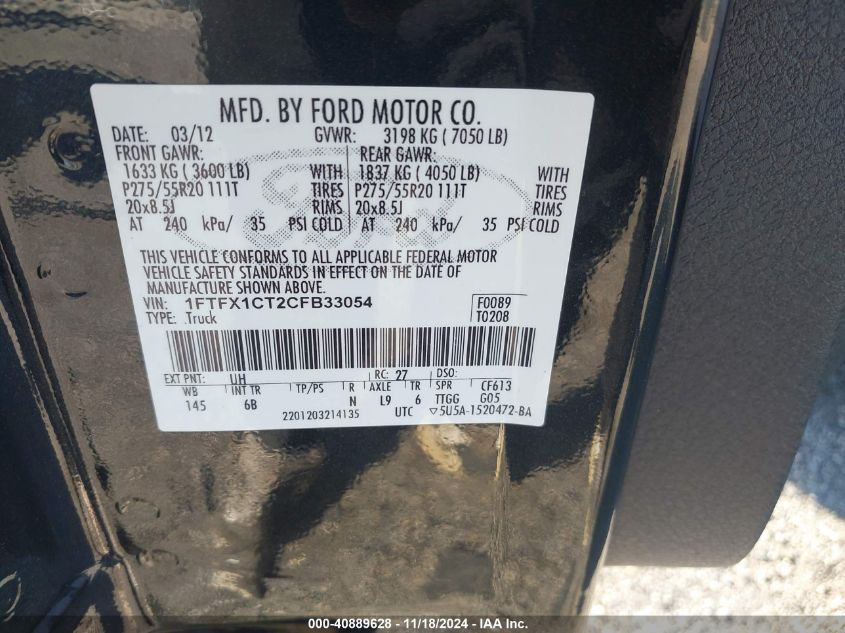 MFD. BY FORD MOTOR CO.
DATE: 03/12 GVWR: 3198 KG ( 7050 LB)
FRONT GAWR: REAR GAWR:
1633 KG ( 3600 LB) WITH 1837 KG ( 4050 LB) WITH
P275/55R20 111T TIRES P275/55R20 111T TIRES
20x8.5J RIMS 20x8.5J RIMS
AT 240 kPa/ 35 PSI COLD AT 240 kPa/ 35 PSI COLD
THIS VEHICLE CONFORMS TO ALL APPLICABLE FEDERAL MOTOR
VEHICLE SAFETY STANDARDS IN EFFECT ON THE DATE OF
MANUFACTURE SHOWN ABOVE.
VIN: 1FTFX1CT2CFB33054 F0089
TYPE: Truck T0208
EXT PNT: UH RC: 27 DSO:
WB INT TR TP/PS R AXLE TR SPR CF613
145 6B N L9 6 TTGG G05
2201203214135 UTC ▽5U5A-1520472-BA
000-40889628 - 11/18/2024 - IAA Inc.